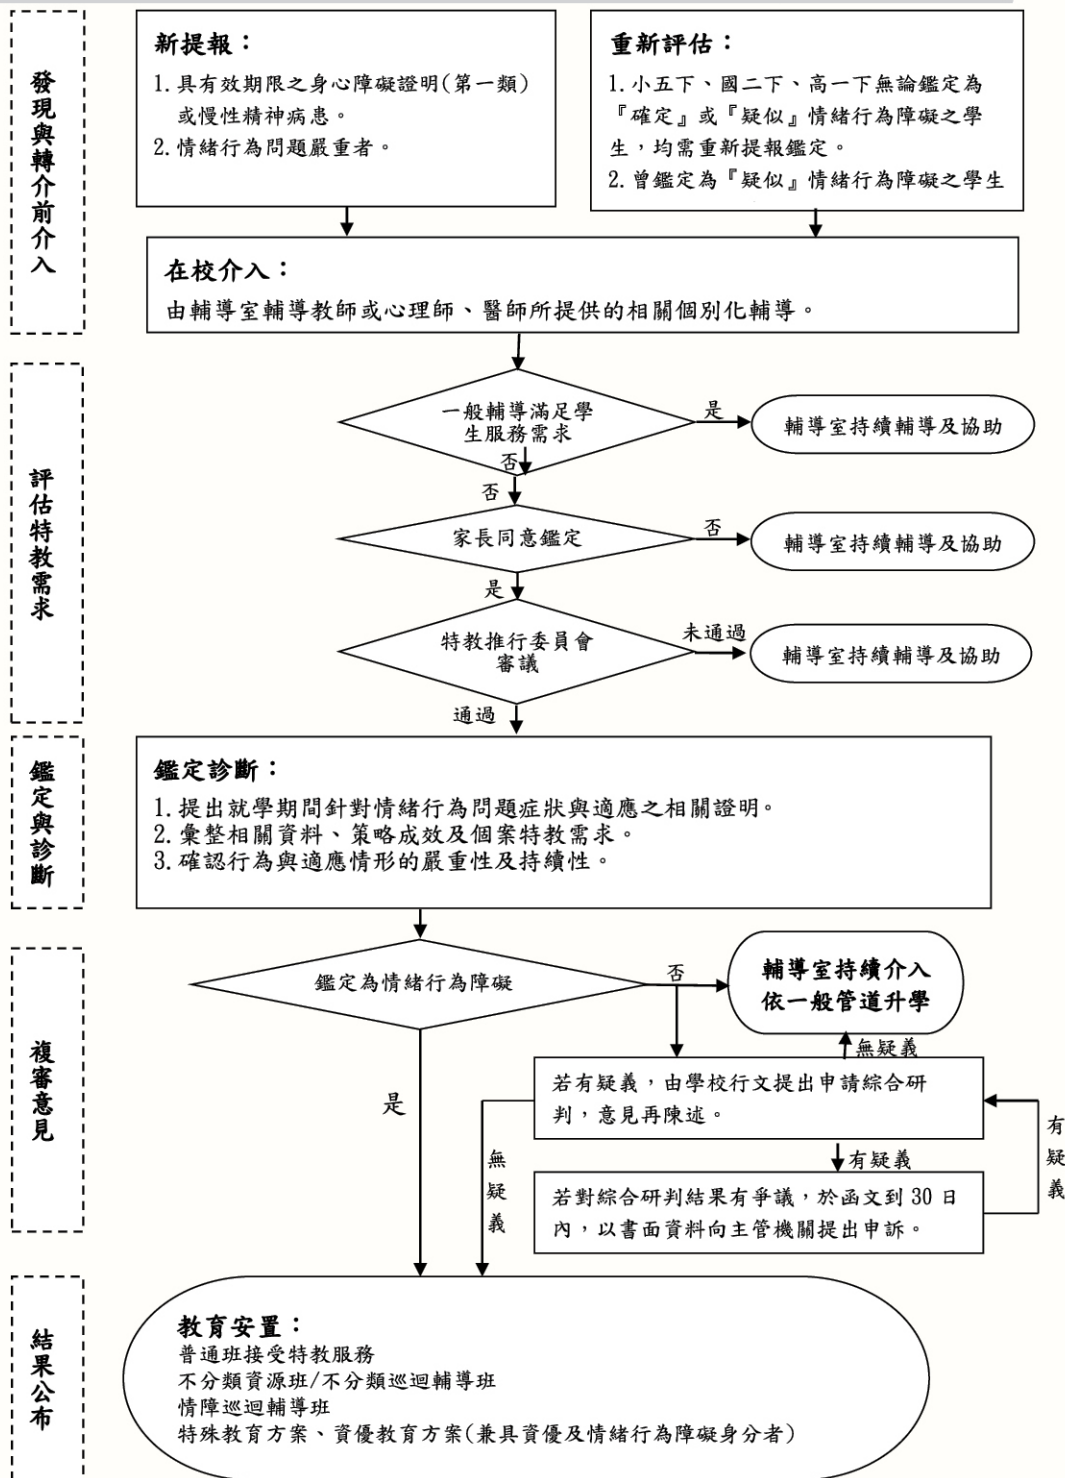 發現與轉介前介入
新提報：
1. 具有效期限之身心障礙證明(第一類)
或慢性精神病患。
2. 情緒行為問題嚴重者。
重新評估：
1. 小五下、國二下、高一下無論鑑定為
『確定』或『疑似』情緒行為障礙之學
生，均需重新提報鑑定。
2. 曾鑑定為『疑似』情緒行為障礙之學生
在校介入：
由輔導室輔導教師或心理師、醫師所提供的相關個別化輔導。
評估特教需求
一般輔導滿足學
生服務需求
是
輔導室持續輔導及協助
否
否
家長同意鑑定
否
輔導室持續輔導及協助
是
特教推行委員會
審議
未通過
輔導室持續輔導及協助
通過
鑑定與診斷
鑑定診斷：
1. 提出就學期間針對情緒行為問題症狀與適應之相關證明。
2. 彙整相關資料、策略成效及個案特教需求。
3. 確認行為與適應情形的嚴重性及持續性。
複審意見
鑑定為情緒行為障礙
否
輔導室持續介入
依一般管道升學
無疑義
是
若有疑義，由學校行文提出申請綜合研
判，意見再陳述。
有疑義
無疑義
有疑義
若對綜合研判結果有爭議，於函文到 30 日
內，以書面資料向主管機關提出申訴。
結果公布
教育安置：
普通班接受特教服務
不分類資源班/不分類巡迴輔導班
情障巡迴輔導班
特殊教育方案、資優教育方案(兼具資優及情緒行為障礙身分者)